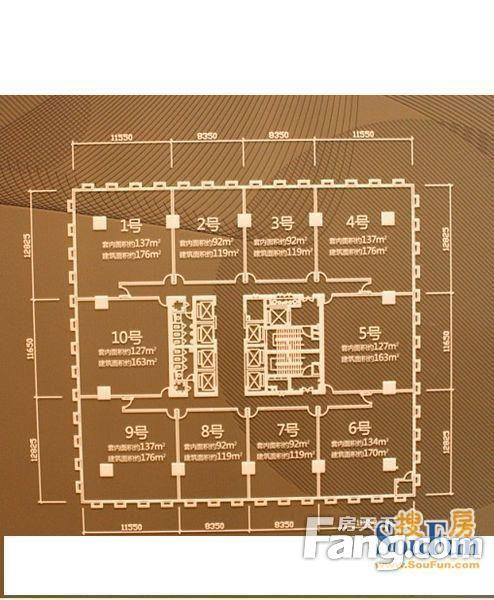 11550 8350 8350 11550
12825
12825
1号
套内面积约137m²
建筑面积约176m²
2号
套内面积约92m²
建筑面积约119m²
3号
套内面积约92m²
建筑面积约119m²
4号
套内面积约137m²
建筑面积约176m²
11650
11650
10号
套内面积约127m²
建筑面积约163m²
5号
套内面积约127m²
建筑面积约163m²
12825
12825
9号
套内面积约137m²
建筑面积约176m²
8号
套内面积约92m²
建筑面积约119m²
7号
套内面积约92m²
建筑面积约119m²
6号
套内面积约134m²
建筑面积约170m²
11550 8350 8350
房天下
Fang.com
搜房
SouFun
www.SouFun.com